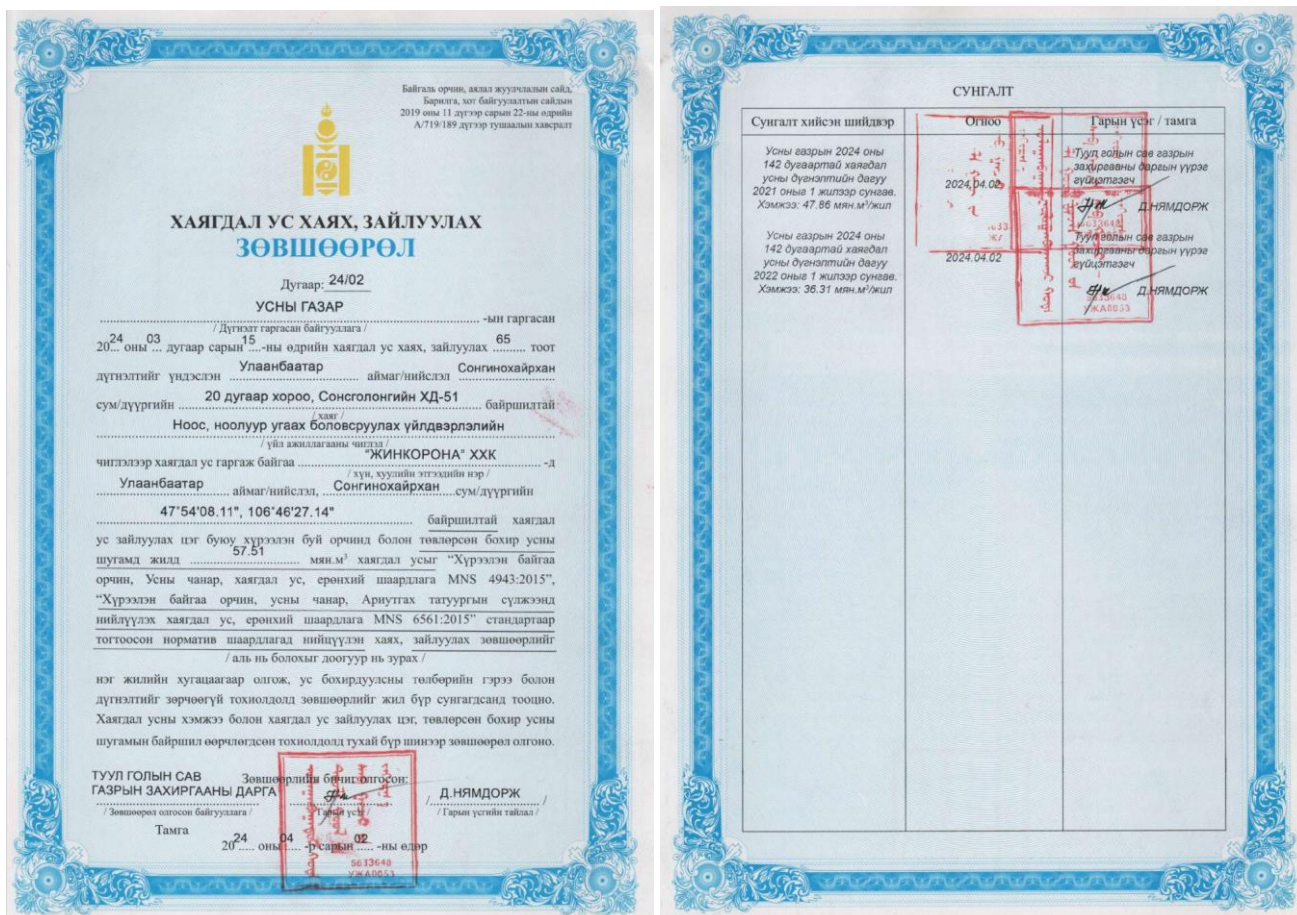 Байгаль орчин, аялал жуулчлалын сайд,
Барилга, хот байгуулалтын сайдын
2019 оны 11 дүгээр сарын 22-ны өдрийн
А/719/189 дүгээр тушаалын хавсралт
ХАЯГДАЛ УС ХАЯХ, ЗАЙЛУУЛАХ
ЗӨВШӨӨРӨЛ
Дугаар: 24/02
УСНЫ ГАЗАР -ын гаргасан
/ Дүгнэлт гаргасан байгууллага /
2024 оны 03 дугаар сарын 15 -ны өдрийн хаягдал ус хаях, зайлуулах 65 тоот
дүгнэлтийг үндэслэн Улаанбаатар аймаг/нийслэл Сонгинохайрхан
сум/дүүргийн 20 дугаар хороо, Сонсголонгийн ХД-51 байршилтай
/ хаяг /
Ноос, ноолуур угаах боловсруулах үйлдвэрлэлийн
/ үйл ажиллагааны чиглэл /
чиглэлээр хаягдал ус гаргаж байгаа "ЖИНКОРОНА" ХХК -д
/ хүн, хуулийн этгээдийн нэр /
Улаанбаатар аймаг/нийслэл, Сонгинохайрхан сум/дүүргийн
47°54'08.11", 106°46'27.14" байршилтай хаягдал
ус зайлуулах цэг буюу хүрээлэн буй орчинд болон төвлөрсөн бохир усны
шугамд жилд 57.51 мян.м³ хаягдал усыг "Хүрээлэн байгаа
орчин, Усны чанар, хаягдал ус, ерөнхий шаардлага MNS 4943:2015",
"Хүрээлэн байгаа орчин, усны чанар, Ариутгах татуургын сүлжээнд
нийлүүлэх хаягдал ус, ерөнхий шаардлага MNS 6561:2015" стандартаар
тогтоосон норматив шаардлагад нийцүүлэн хаях, зайлуулах зөвшөөрлийг
/ аль нь болохыг доогуур нь зурах /
нэг жилийн хугацаагаар олгож, ус бохирдуулсны төлбөрийн гэрээ болон
дүгнэлтийг зөрчөөгүй тохиолдолд зөвшөөрлийг жил бүр сунгагдсанд тооцно.
Хаягдал усны хэмжээ болон хаягдал ус зайлуулах цэг, төвлөрсөн бохир усны
шугамын байршил өөрчлөгдсөн тохиолдолд тухай бүр шинээр зөвшөөрөл олгоно.
ТУУЛ ГОЛЫН САВ Зөвшөөрлийн бичиг олгосон:
ГАЗРЫН ЗАХИРГААНЫ ДАРГА / Д.НЯМДОРЖ /
/ Зөвшөөрөл олгосон байгууллага / / Гарын үсэг / / Гарын үсгийн тайлал /
Тамга
2024 оны 04 -р сарын 02 -ны өдөр
5613648
УЖА0053
СУНГАЛТ
Сунгалт хийсэн шийдвэр Огноо Гарын үсэг / тамга
Усны газрын 2024 оны Туул голын сав газрын
142 дугаартай хаягдал захиргааны даргын үүрэг
усны дүгнэлтийн дагуу 2024.04.02 гүйцэтгэгч
2021 оныг 1 жилээр сунгав.
Хэмжээ: 47.86 мян.м³/жил Д.НЯМДОРЖ
Усны газрын 2024 оны
142 дугаартай хаягдал Туул голын сав газрын
усны дүгнэлтийн дагуу 2024.04.02 захиргааны даргын үүрэг
2022 оныг 1 жилээр сунгав. гүйцэтгэгч
Хэмжээ: 36.31 мян.м³/жил Д.НЯМДОРЖ
5613648
УЖА0053